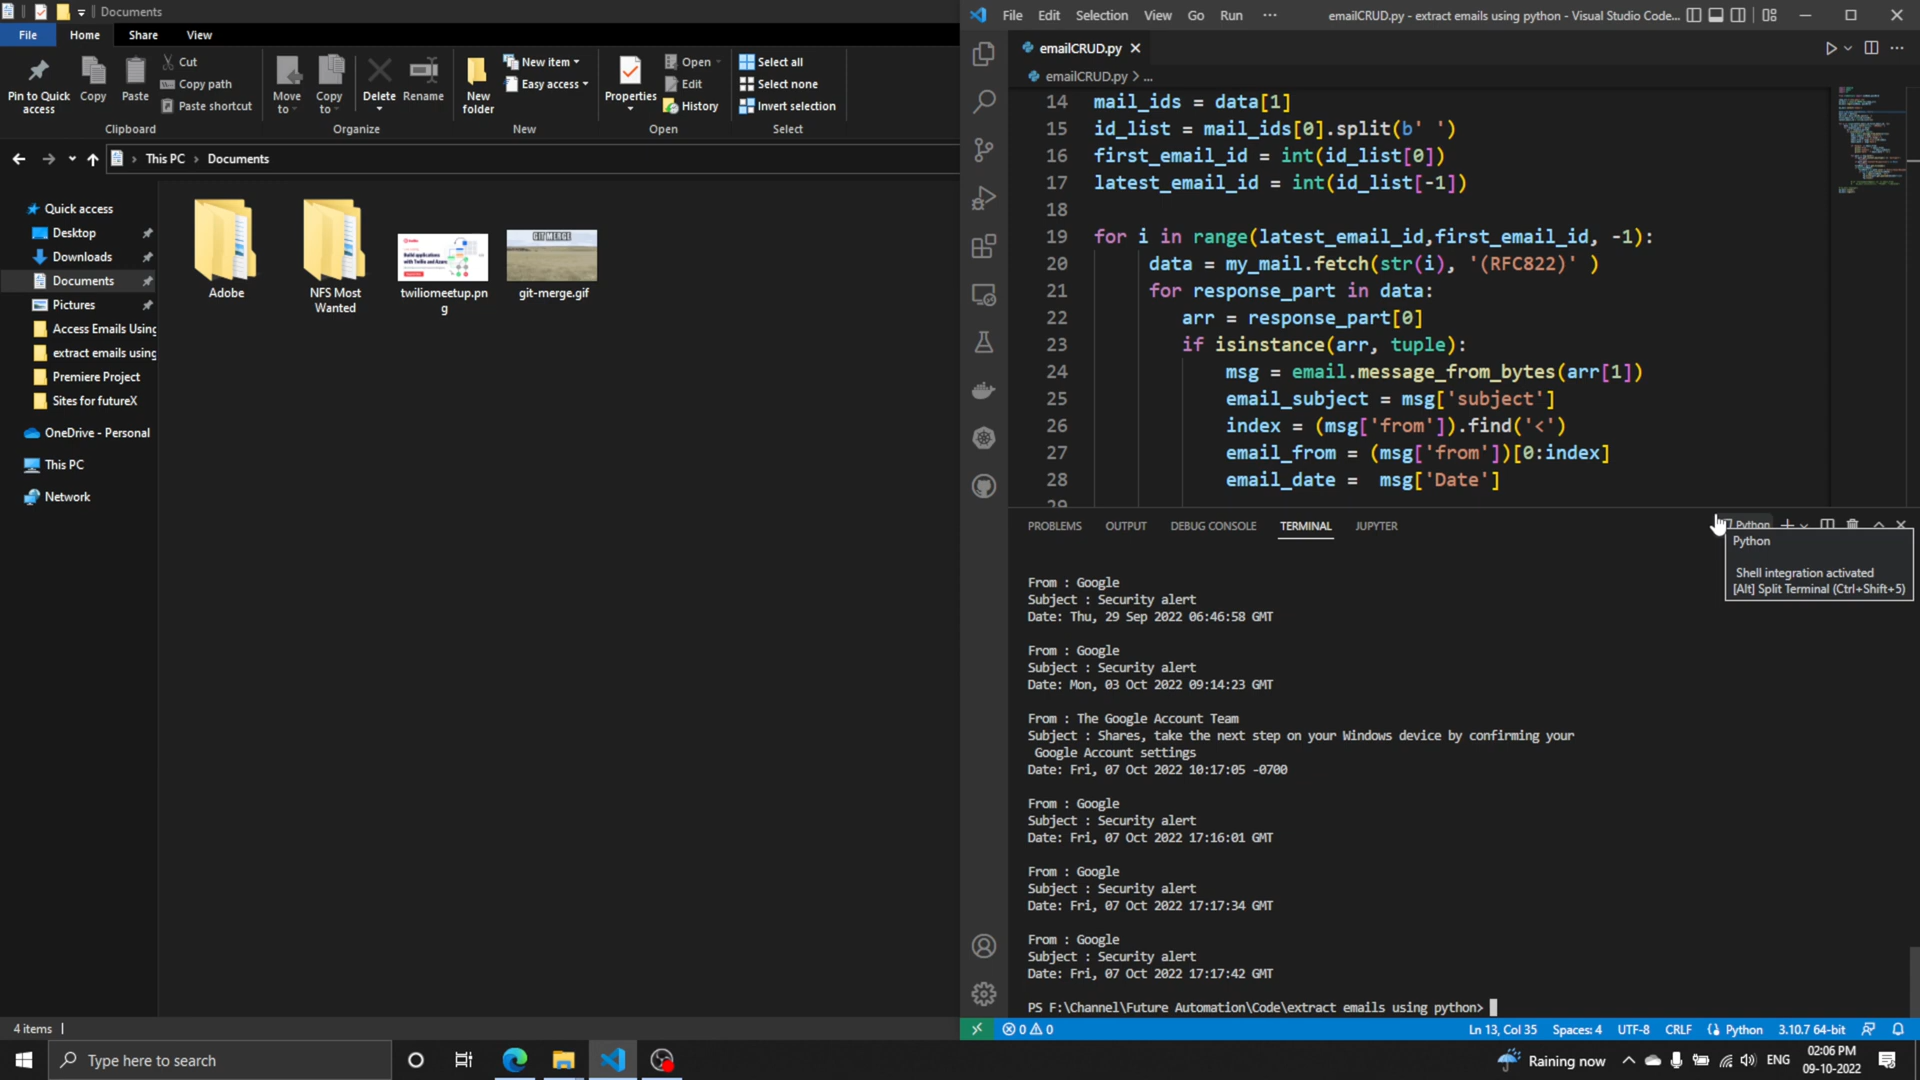 Documents
File
Home
Share
View
Pin to Quick access
Copy
Paste
Cut
Copy path
Paste shortcut
Clipboard
Move to
Copy to
Delete
Rename
Organize
New folder
New item
Easy access
New
Properties
Open
Edit
History
Open
Select all
Select none
Invert selection
Select
This PC > Documents
Quick access
Desktop
Downloads
Documents
Pictures
Access Emails Using
extract emails using
Premiere Project
Sites for futureX
OneDrive - Personal
This PC
Network
Adobe
NFS Most Wanted
twiliomeetup.png
GIT MERGE
git-merge.gif
4 items
File Edit Selection View Go Run ···
emailCRUD.py - extract emails using python - Visual Studio Code...
emailCRUD.py
emailCRUD.py > ...
14 mail_ids = data[1]
15 id_list = mail_ids[0].split(b' ')
16 first_email_id = int(id_list[0])
17 latest_email_id = int(id_list[-1])
18
19 for i in range(latest_email_id,first_email_id, -1):
20 data = my_mail.fetch(str(i), '(RFC822)' )
21 for response_part in data:
22 arr = response_part[0]
23 if isinstance(arr, tuple):
24 msg = email.message_from_bytes(arr[1])
25 email_subject = msg['subject']
26 index = (msg['from']).find('<')
27 email_from = (msg['from'])[0:index]
28 email_date =  msg['Date']
29
PROBLEMS OUTPUT DEBUG CONSOLE TERMINAL JUPYTER
Python
Python
Shell integration activated
[Alt] Split Terminal (Ctrl+Shift+5)
From : Google
Subject : Security alert
Date: Thu, 29 Sep 2022 06:46:58 GMT
From : Google
Subject : Security alert
Date: Mon, 03 Oct 2022 09:14:23 GMT
From : The Google Account Team
Subject : Shares, take the next step on your Windows device by confirming your
Google Account settings
Date: Fri, 07 Oct 2022 10:17:05 -0700
From : Google
Subject : Security alert
Date: Fri, 07 Oct 2022 17:16:01 GMT
From : Google
Subject : Security alert
Date: Fri, 07 Oct 2022 17:17:34 GMT
From : Google
Subject : Security alert
Date: Fri, 07 Oct 2022 17:17:42 GMT
PS F:\Channel\Future Automation\Code\extract emails using python>
0 0
Ln 13, Col 35 Spaces: 4 UTF-8 CRLF Python 3.10.7 64-bit
Type here to search
Raining now
ENG
02:06 PM
09-10-2022